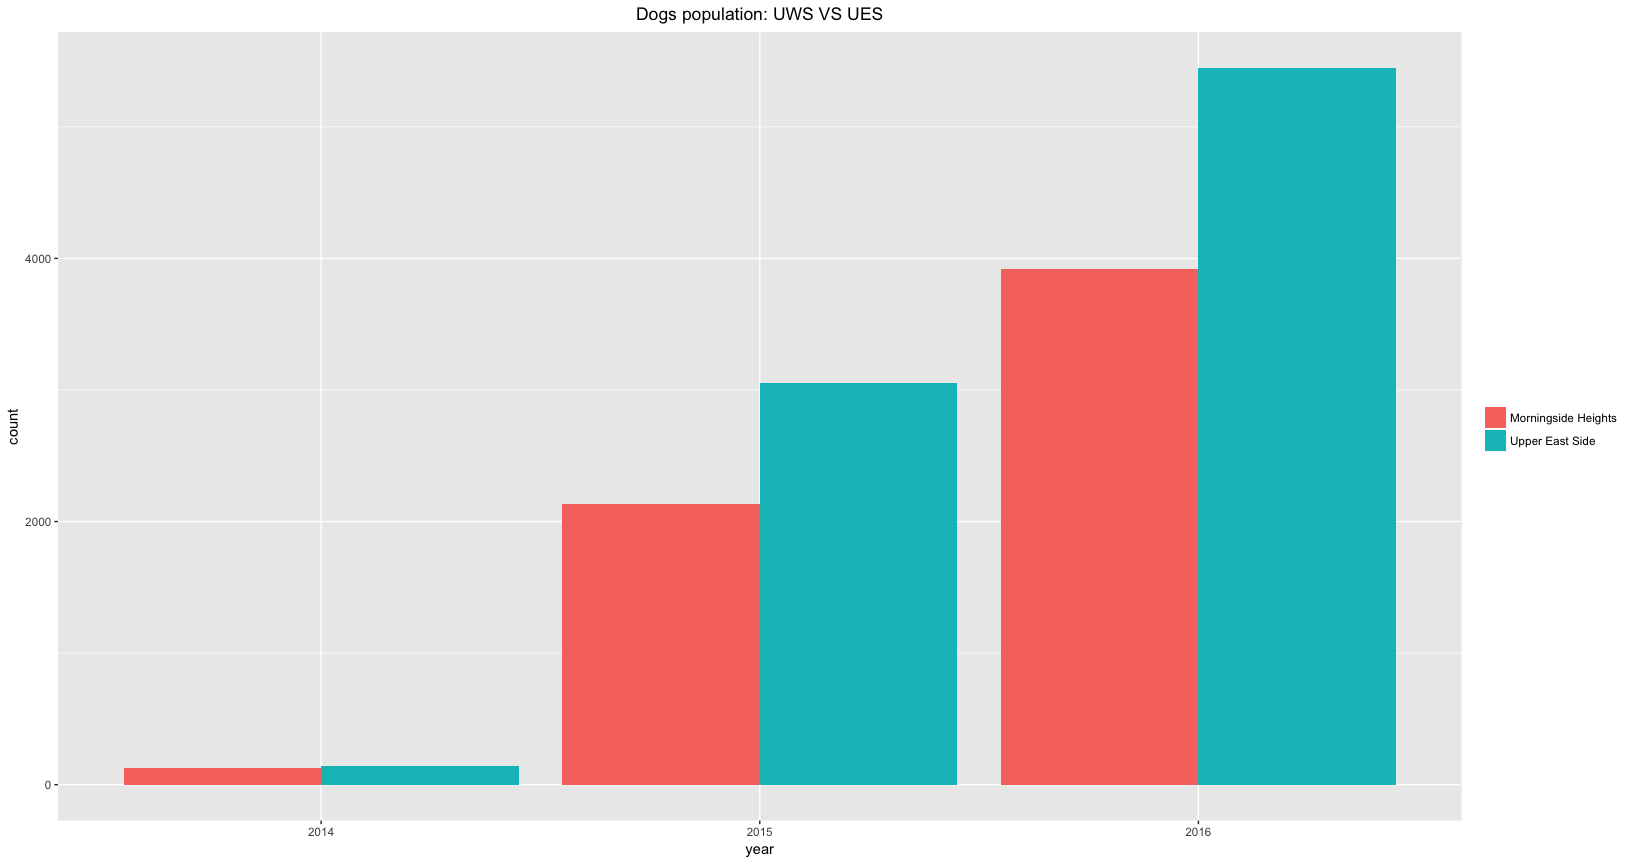 Dogs population: UWS VS UES
count
4000
2000
0
2014
2015
2016
year
Morningside Heights
Upper East Side